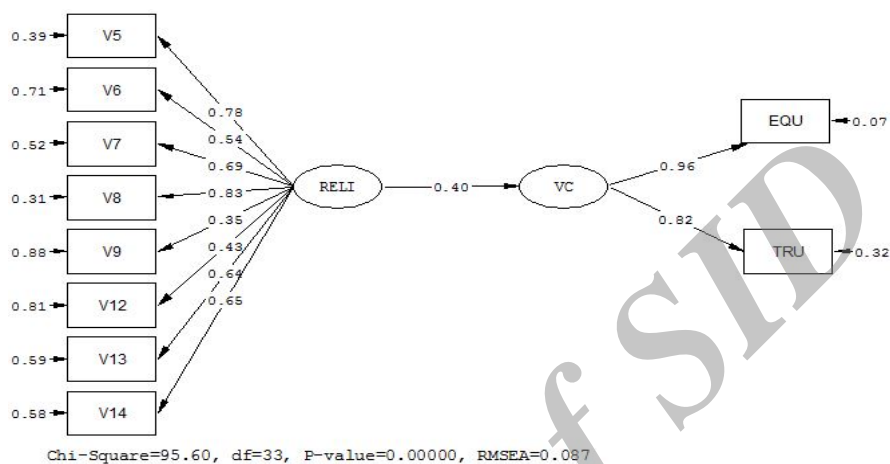 0.39 V5
0.71 V6
0.52 V7
0.31 V8
0.88 V9
0.81 V12
0.59 V13
0.58 V14
0.78
0.54
0.69
0.83
0.35
0.43
0.64
0.65
RELI
0.40
VC
0.96
0.82
EQU 0.07
TRU 0.32
f SID
Chi-Square=95.60, df=33, P-value=0.00000, RMSEA=0.087